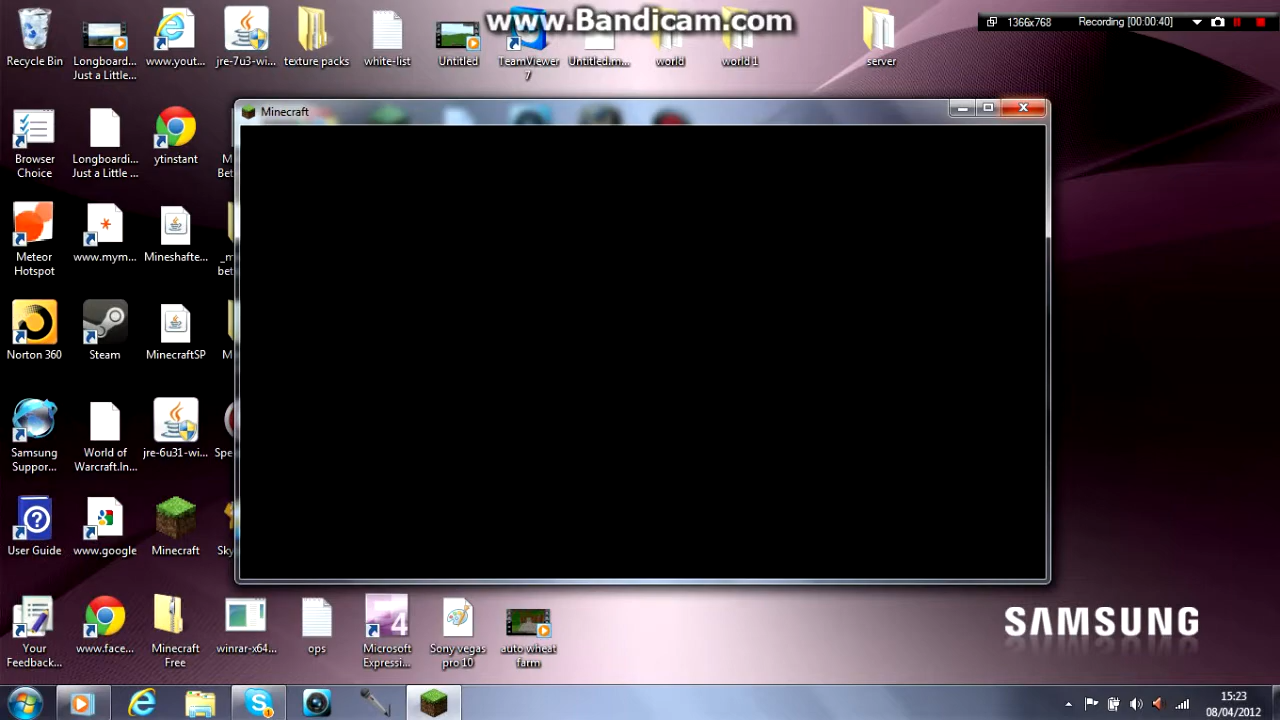 www.Bandicam.com
1366x768 Recording [00:00:40]
Recycle Bin
Longboard...
Just a Little...
www.yout...
jre-7u3-wi...
texture packs
white-list
Untitled
TeamViewer
7
Untitled.m...
world
world 1
server
Minecraft
Browser
Choice
Longboardi...
Just a Little ...
ytinstant
Meteor
Hotspot
www.mym...
Mineshafte...
Norton 360
Steam
MinecraftSP
Samsung
Suppor...
World of
Warcraft.In...
jre-6u31-wi...
User Guide
www.google
Minecraft
Your
Feedback...
www.face...
Minecraft
Free
winrar-x64...
ops
4
Microsoft
Expressi...
Sony vegas
pro 10
auto wheat
farm
SAMSUNG
15:23
08/04/2012